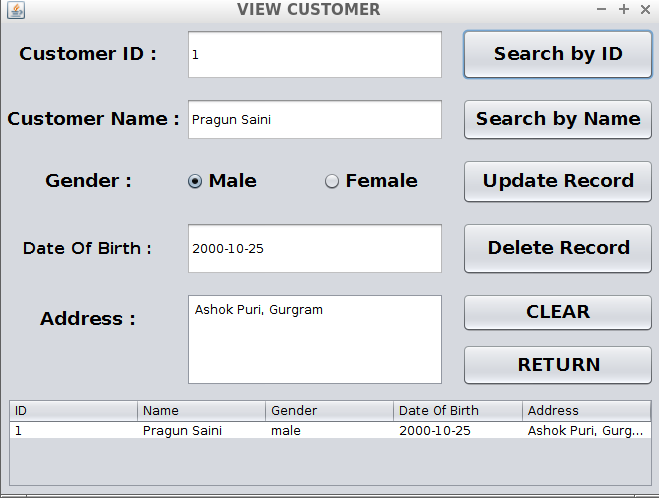 VIEW CUSTOMER
Customer ID : 1 Search by ID
Customer Name : Pragun Saini Search by Name
Gender : Male Female Update Record
Date Of Birth : 2000-10-25 Delete Record
Address : Ashok Puri, Gurgram CLEAR
RETURN
ID Name Gender Date Of Birth Address
1 Pragun Saini male 2000-10-25 Ashok Puri, Gurg...